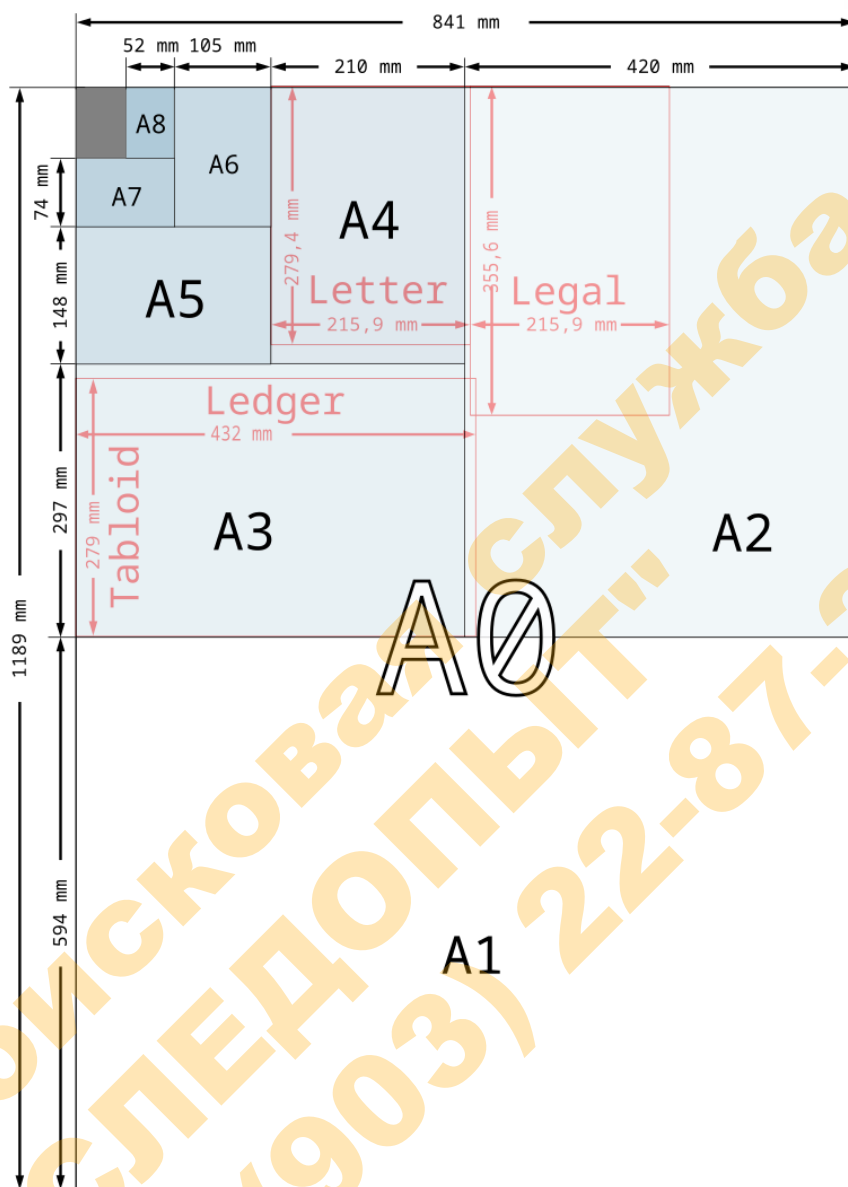 841 mm
52 mm 105 mm
210 mm
420 mm
A8
A6
A7
A4
A5
74 mm
148 mm
279,4 mm
355,6 mm
Letter
Legal
215,9 mm
215,9 mm
Ledger
432 mm
Tabloid
279 mm
297 mm
A3
A2
A0
1189 mm
594 mm
A1
оисковая служба
СЛЕДОПЫТ"
(903) 22-87-